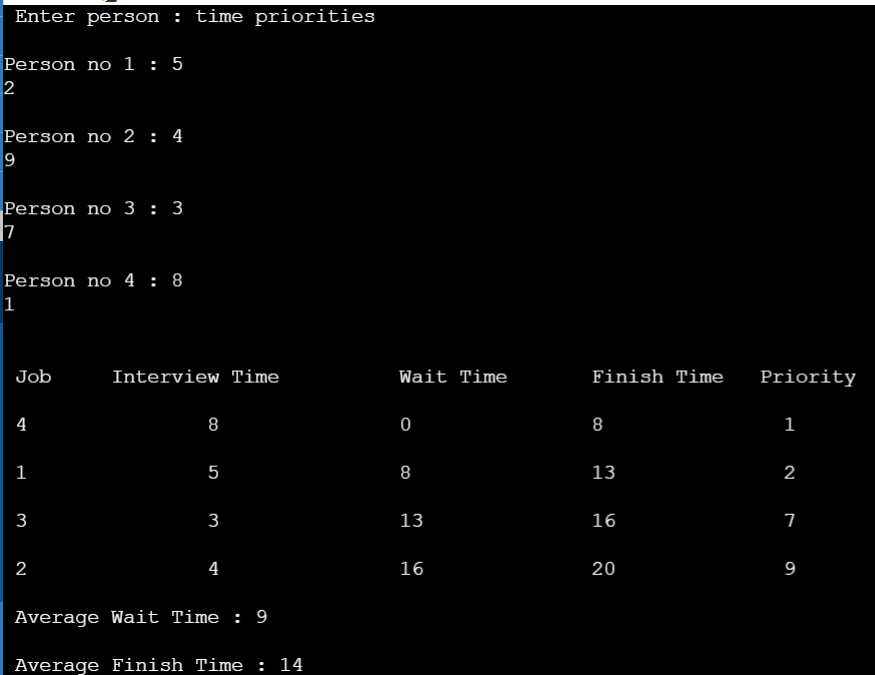 Enter person : time priorities
Person no 1 : 5
2
Person no 2 : 4
9
Person no 3 : 3
7
Person no 4 : 8
1
Job Interview Time Wait Time Finish Time Priority
4 8 0 8 1
1 5 8 13 2
3 3 13 16 7
2 4 16 20 9
Average Wait Time : 9
Average Finish Time : 14